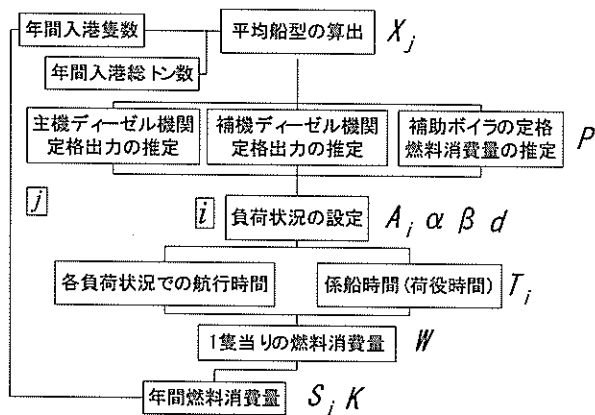 年間入港隻数
平均船型の算出
X j
年間入港総トン数
主機ディーゼル機関
定格出力の推定
補機ディーゼル機関
定格出力の推定
補助ボイラの定格
燃料消費量の推定
P
j
i
負荷状況の設定
A i α β d
各負荷状況での航行時間
係船時間(荷役時間)
T i
1隻当りの燃料消費量
W
年間燃料消費量
S j K